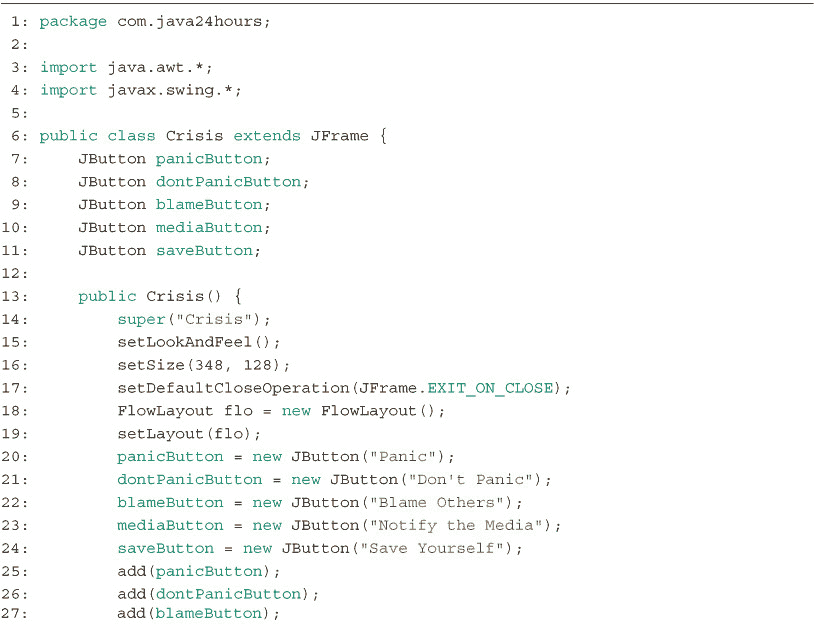 1: package com.java24hours;
2:
3: import java.awt.*;
4: import javax.swing.*;
5:
6: public class Crisis extends JFrame {
7:     JButton panicButton;
8:     JButton dontPanicButton;
9:     JButton blameButton;
10:     JButton mediaButton;
11:     JButton saveButton;
12:
13:     public Crisis() {
14:         super("Crisis");
15:         setLookAndFeel();
16:         setSize(348, 128);
17:         setDefaultCloseOperation(JFrame.EXIT_ON_CLOSE);
18:         FlowLayout flo = new FlowLayout();
19:         setLayout(flo);
20:         panicButton = new JButton("Panic");
21:         dontPanicButton = new JButton("Don't Panic");
22:         blameButton = new JButton("Blame Others");
23:         mediaButton = new JButton("Notify the Media");
24:         saveButton = new JButton("Save Yourself");
25:         add(panicButton);
26:         add(dontPanicButton);
27:         add(blameButton);